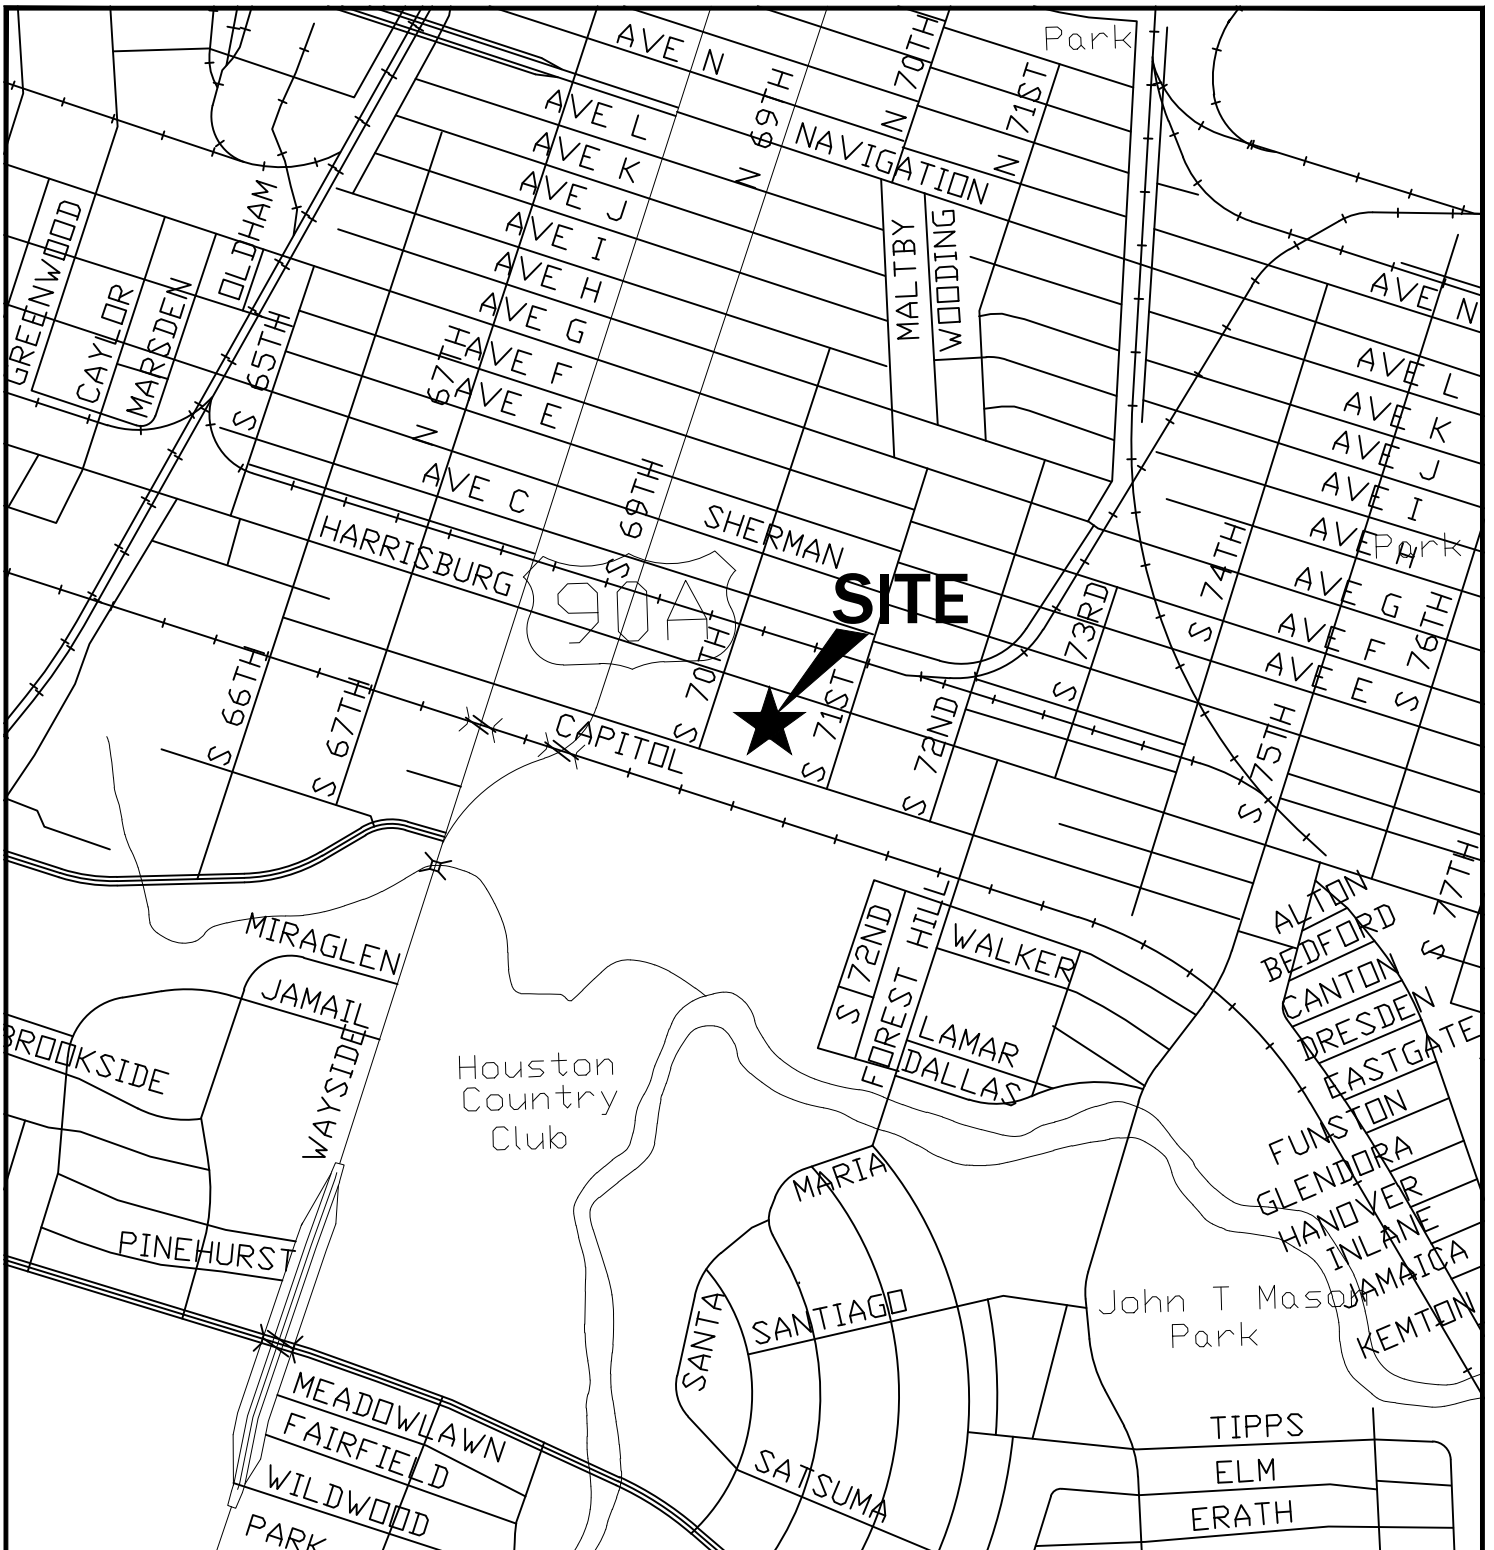 Park
AVE N
N 70TH
N 71ST
N 69TH
AVE L
NAVIGATION
AVE K
AVE J
AVE I
AVE H
AVE G
AVE F
AVE E
AVE C
GREENWOOD
CAYLOR
MARSDEN
OLDHAM
S 65TH
N 67TH
MALTBY
WOODING
AVE N
AVE L
AVE K
AVE J
AVE I
AVE H
Park
AVE G
AVE F
AVE E
HARRISBURG
S 69TH
SHERMAN
90A
SITE
S 70TH
S 71ST
S 72ND
S 73RD
S 74TH
S 75TH
S 76TH
S 77TH
S 66TH
S 67TH
CAPITOL
MIRAGLEN
JAMAIL
BROOKSIDE
WAYSIDE
PINEHURST
Houston
Country
Club
S 72ND
FOREST HILL
WALKER
LAMAR
DALLAS
ALTON
BEDFORD
CANTON
DRESDEN
EASTGATE
FUNSTON
GLENDORA
HANOVER
INLANE
JAMAICA
KEMTON
MARIA
SANTA
SANTIAGO
SATSUMA
John T Mason
Park
MEADOWLAWN
FAIRFIELD
WILDWOOD
PARK
TIPPS
ELM
ERATH